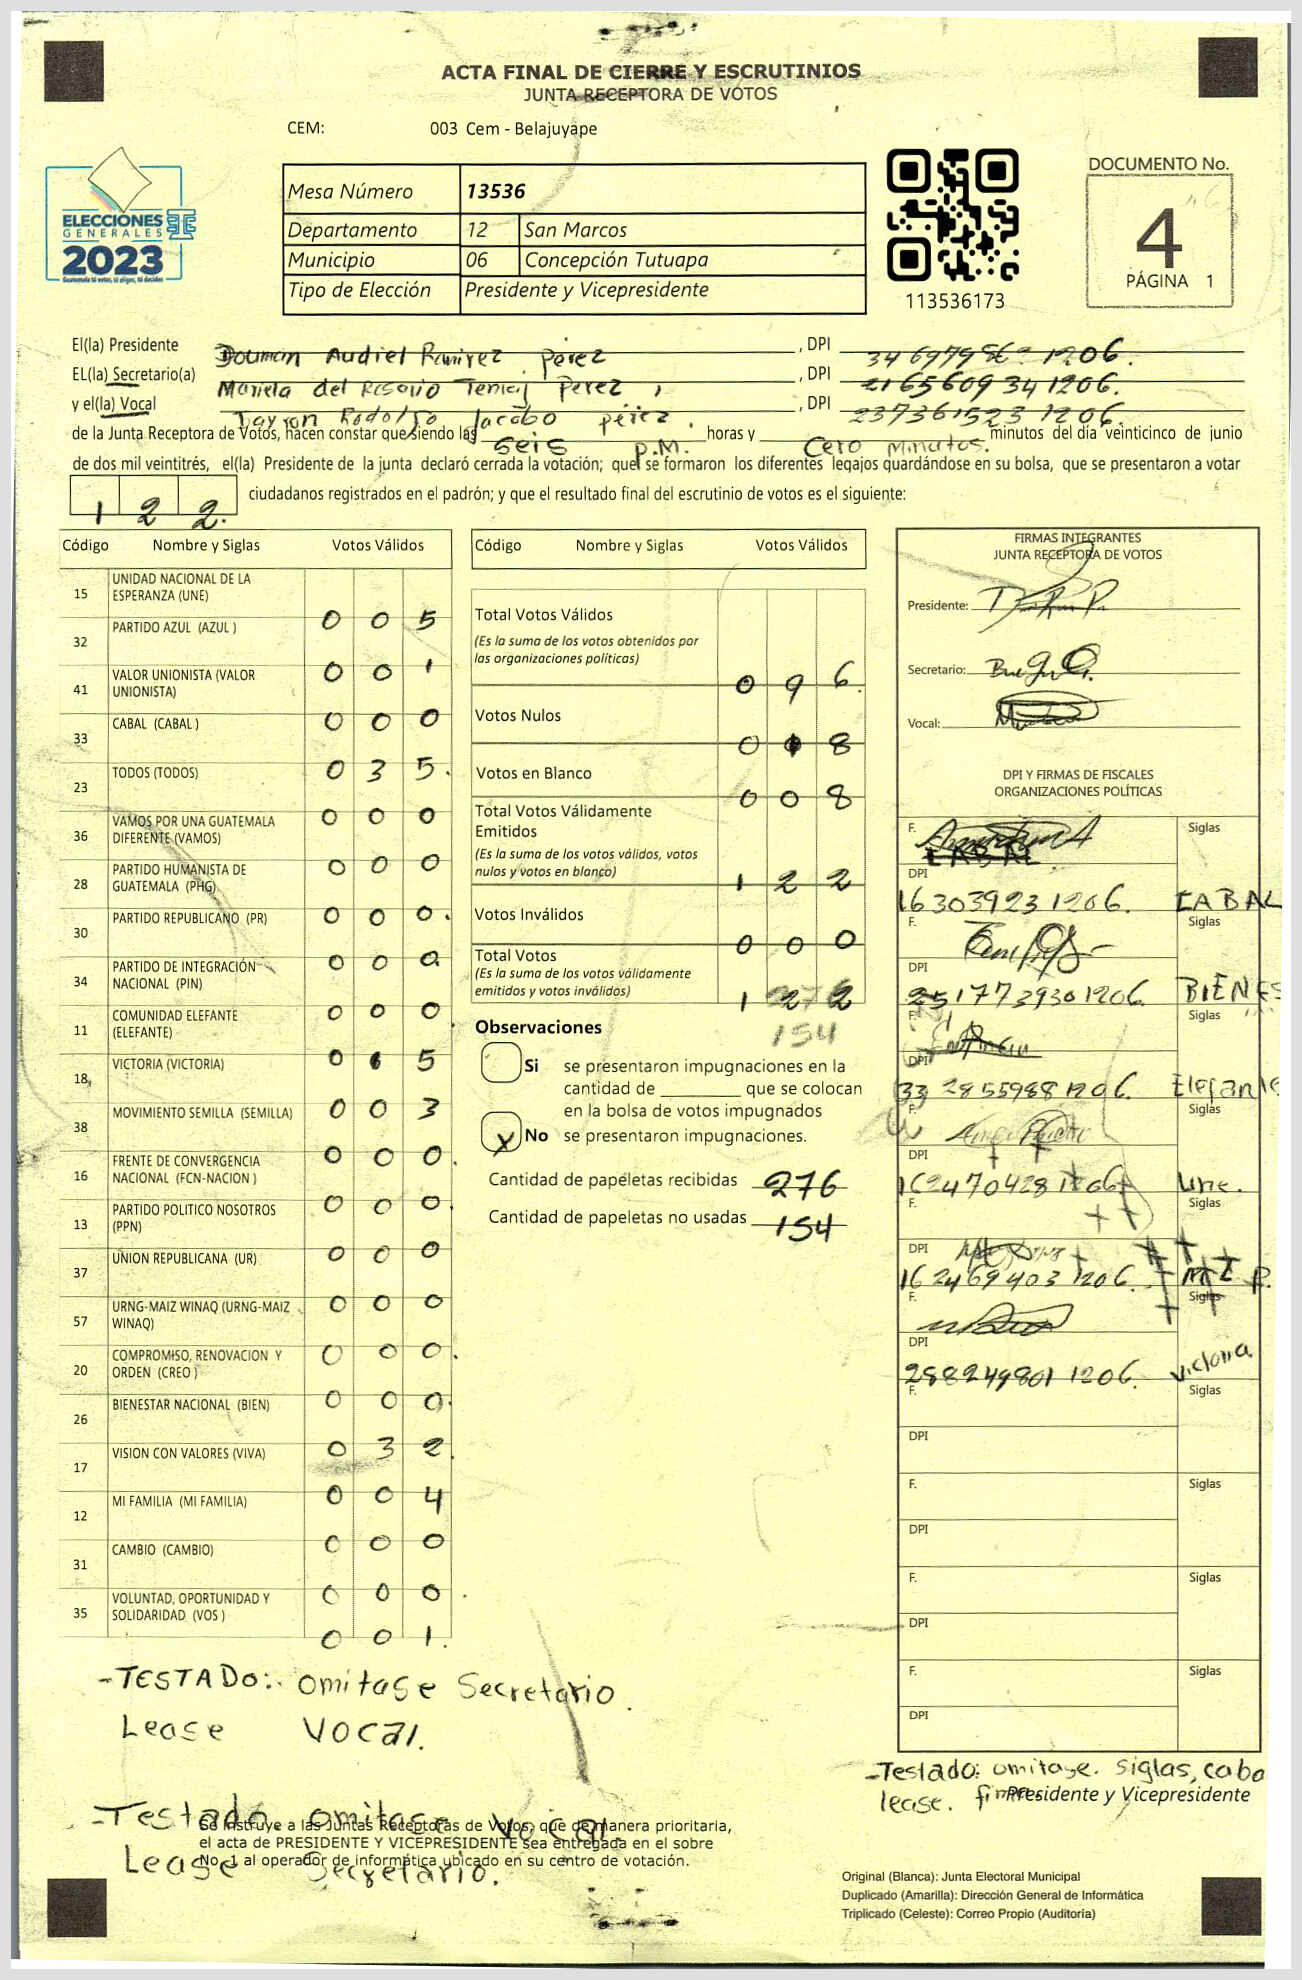 ACTA FINAL DE CIERRE Y ESCRUTINIOS
JUNTA RECEPTORA DE VOTOS
CEM: 003 Cem - Belajuyape
ELECCIONES
GENERALES
2023
Mesa Número 13536
Departamento 12 San Marcos
Municipio 06 Concepción Tutuapa
Tipo de Elección Presidente y Vicepresidente
113536173
DOCUMENTO No.
4
PÁGINA 1
El(la) Presidente Audiel Ramirez perez , DPI 1206.
EL(la) Secretario(a) Mariela del Rosario Perez , , DPI 1206.
y el(la) Vocal Rodolfo Jacobo pérez. , DPI 1206.
de la Junta Receptora de Votos, hacen constar que siendo las seis p.m. horas y Cero minutos. minutos del día veinticinco de junio
de dos mil veintitrés, el(la) Presidente de la junta declaró cerrada la votación; que se formaron los diferentes legajos guardándose en su bolsa, que se presentaron a votar
1 2 2. ciudadanos registrados en el padrón; y que el resultado final del escrutinio de votos es el siguiente:
Código Nombre y Siglas Votos Válidos
15 UNIDAD NACIONAL DE LA ESPERANZA (UNE) 0 0 5
32 PARTIDO AZUL (AZUL ) 0 0 1
41 VALOR UNIONISTA (VALOR UNIONISTA) 0 0 0
33 CABAL (CABAL ) 0 3 5.
23 TODOS (TODOS) 0 0 0
36 VAMOS POR UNA GUATEMALA DIFERENTE (VAMOS) 0 0 0
28 PARTIDO HUMANISTA DE GUATEMALA (PHG) 0 0 0.
30 PARTIDO REPUBLICANO (PR) 0 0 0
34 PARTIDO DE INTEGRACIÓN NACIONAL (PIN) 0 0 0
11 COMUNIDAD ELEFANTE (ELEFANTE) 0 1 5
18 VICTORIA (VICTORIA) 0 0 3
38 MOVIMIENTO SEMILLA (SEMILLA) 0 0 0.
16 FRENTE DE CONVERGENCIA NACIONAL (FCN-NACION ) 0 0 0.
13 PARTIDO POLITICO NOSOTROS (PPN) 0 0 0
37 UNION REPUBLICANA (UR) 0 0 0
57 URNG-MAIZ WINAQ (URNG-MAIZ WINAQ) 0 0 0.
20 COMPROMISO, RENOVACION Y ORDEN (CREO ) 0 0 0.
26 BIENESTAR NACIONAL (BIEN) 0 3 2.
17 VISION CON VALORES (VIVA) 0 0 4
12 MI FAMILIA (MI FAMILIA) 0 0 0
31 CAMBIO (CAMBIO) 0 0 0.
35 VOLUNTAD, OPORTUNIDAD Y SOLIDARIDAD (VOS ) 0 0 1.
Código Nombre y Siglas Votos Válidos
Total Votos Válidos
(Es la suma de los votos obtenidos por
las organizaciones políticas)
0 9 6.
Votos Nulos 0 1 8
Votos en Blanco 0 0 8
Total Votos Válidamente
Emitidos
(Es la suma de los votos válidos, votos
nulos y votos en blanco)
1 2 2
Votos Inválidos 0 0 0
Total Votos
(Es la suma de los votos válidamente
emitidos y votos inválidos)
1 2 2
276
154
Observaciones
Si se presentaron impugnaciones en la
cantidad de ________ que se colocan
en la bolsa de votos impugnados
X No se presentaron impugnaciones.
Cantidad de papeletas recibidas 276
Cantidad de papeletas no usadas 154
FIRMAS INTEGRANTES
JUNTA RECEPTORA DE VOTOS
Presidente:
Secretario:
Vocal:
DPI Y FIRMAS DE FISCALES
ORGANIZACIONES POLÍTICAS
F. Siglas
CABAL
DPI
16303923 1206. CABAL
F. Siglas
DPI
1206. BIENES
F. Siglas
DPI
33 2855988 1206. Elefante
F. Siglas
DPI
162470428 1206 Une.
F. Siglas
DPI
162469403 1206.
F. Siglas
DPI
288249801 1206. Victoria
F. Siglas
DPI
F. Siglas
DPI
F. Siglas
DPI
F. Siglas
DPI
-TESTADO: omitase Secretario.
Lease VOCAL.
-Testado: omitase. siglas, caba
lease. firma
Presidente y Vicepresidente
-Testado. omitase Vocal.
Lease Secretario.
Se instruye a las Juntas Receptoras de Votos, que de manera prioritaria,
el acta de PRESIDENTE Y VICEPRESIDENTE sea entregada en el sobre
No. 1 al operador de informática ubicado en su centro de votación.
Original (Blanca): Junta Electoral Municipal
Duplicado (Amarilla): Dirección General de Informática
Triplicado (Celeste): Correo Propio (Auditoría)